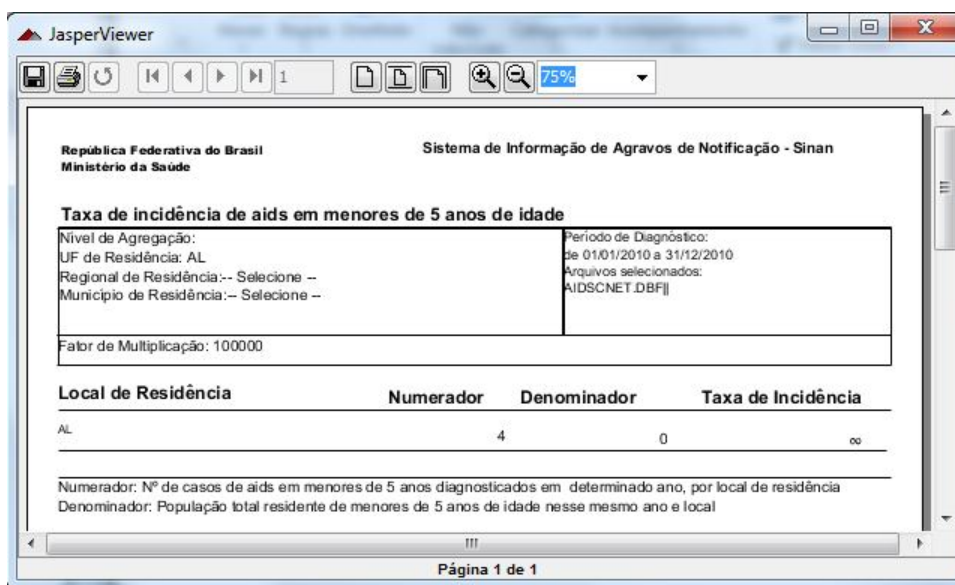 JasperViewer
1
75%
República Federativa do Brasil
Ministério da Saúde
Sistema de Informação de Agravos de Notificação - Sinan
Taxa de incidência de aids em menores de 5 anos de idade
Nível de Agregação:
UF de Residência: AL
Regional de Residência:-- Selecione --
Município de Residência:-- Selecione --
Período de Diagnóstico:
de 01/01/2010 a 31/12/2010
Arquivos selecionados:
AIDSCNET.DBF||
Fator de Multiplicação: 100000
Local de Residência Numerador Denominador Taxa de Incidência
AL 4 0 ∞
Numerador: Nº de casos de aids em menores de 5 anos diagnosticados em determinado ano, por local de residência
Denominador: População total residente de menores de 5 anos de idade nesse mesmo ano e local
Página 1 de 1